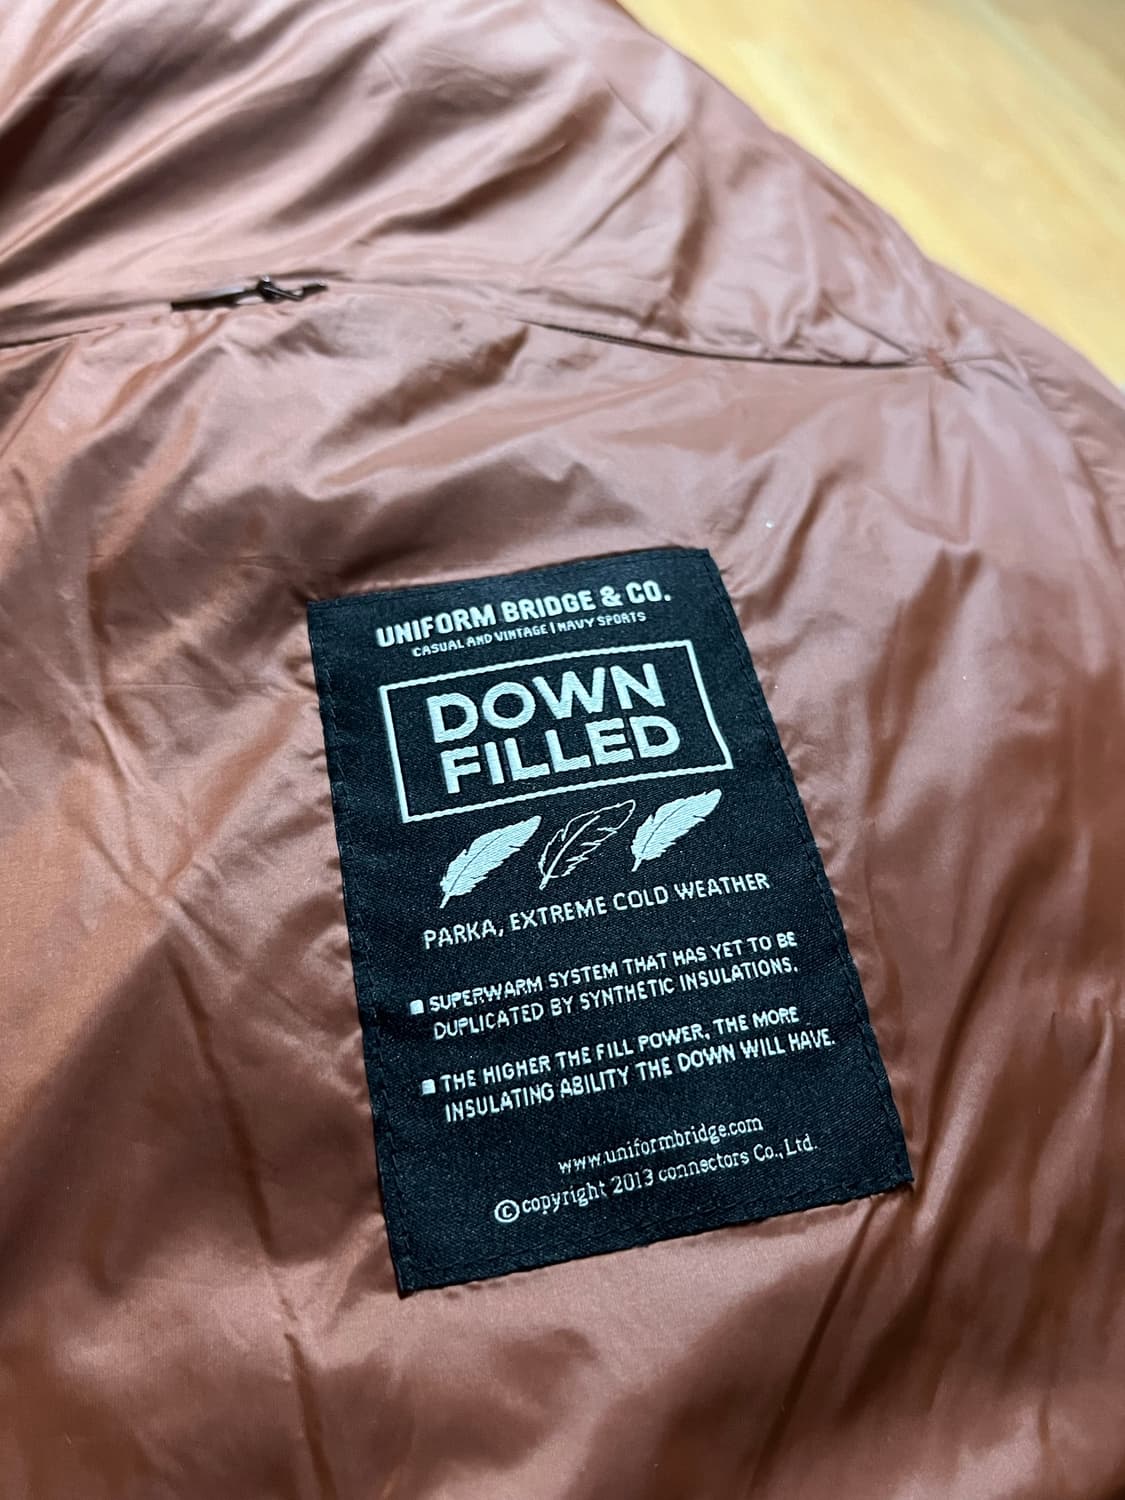 UNIFORM BRIDGE & CO.
CASUAL AND VINTAGE | NAVY SPORTS
DOWN
FILLED
PARKA, EXTREME COLD WEATHER
■ SUPERWARM SYSTEM THAT HAS YET TO BE
DUPLICATED BY SYNTHETIC INSULATIONS.
■ THE HIGHER THE FILL POWER, THE MORE
INSULATING ABILITY THE DOWN WILL HAVE.
www.uniformbridge.com
©copyright 2013 connectors Co., Ltd.